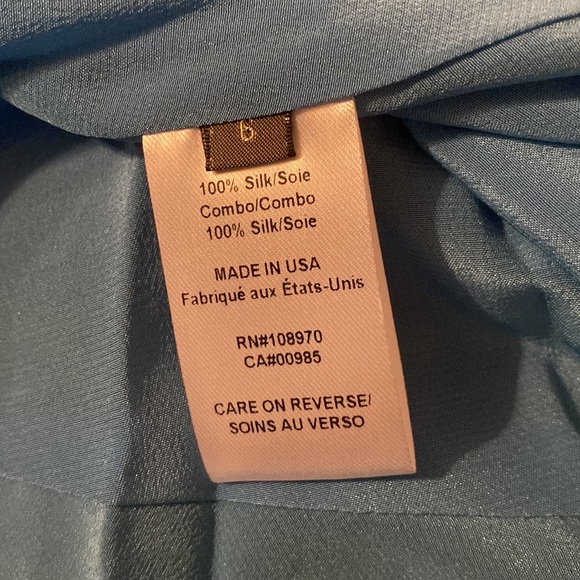 6
100% Silk/Soie
Combo/Combo
100% Silk/Soie
MADE IN USA
Fabriqué aux États-Unis
RN#108970
CA#00985
CARE ON REVERSE/
SOINS AU VERSO